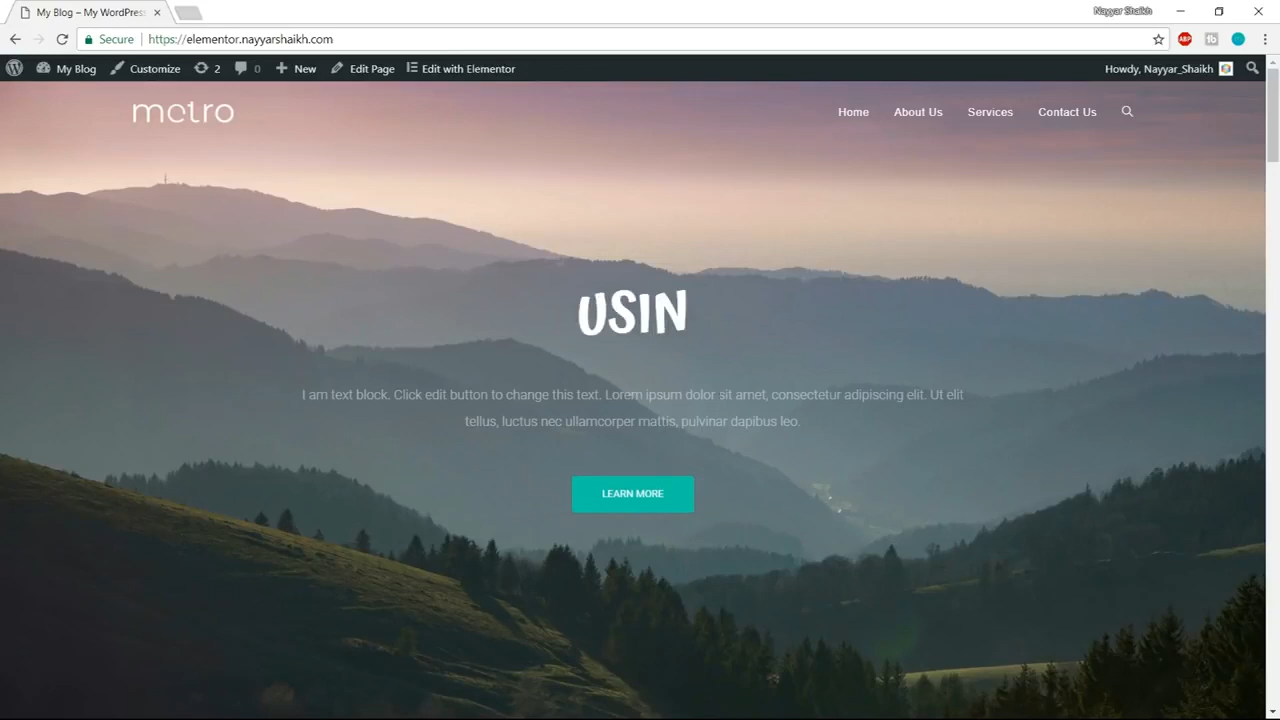 My Blog – My WordPress
Nayyar Shaikh
Secure
https://elementor.nayyarshaikh.com
ABP
tb
My Blog
Customize
2
0
New
Edit Page
Edit with Elementor
Howdy, Nayyar_Shaikh
metro
Home
About Us
Services
Contact Us
USIN
I am text block. Click edit button to change this text. Lorem ipsum dolor sit amet, consectetur adipiscing elit. Ut elit
tellus, luctus nec ullamcorper mattis, pulvinar dapibus leo.
LEARN MORE